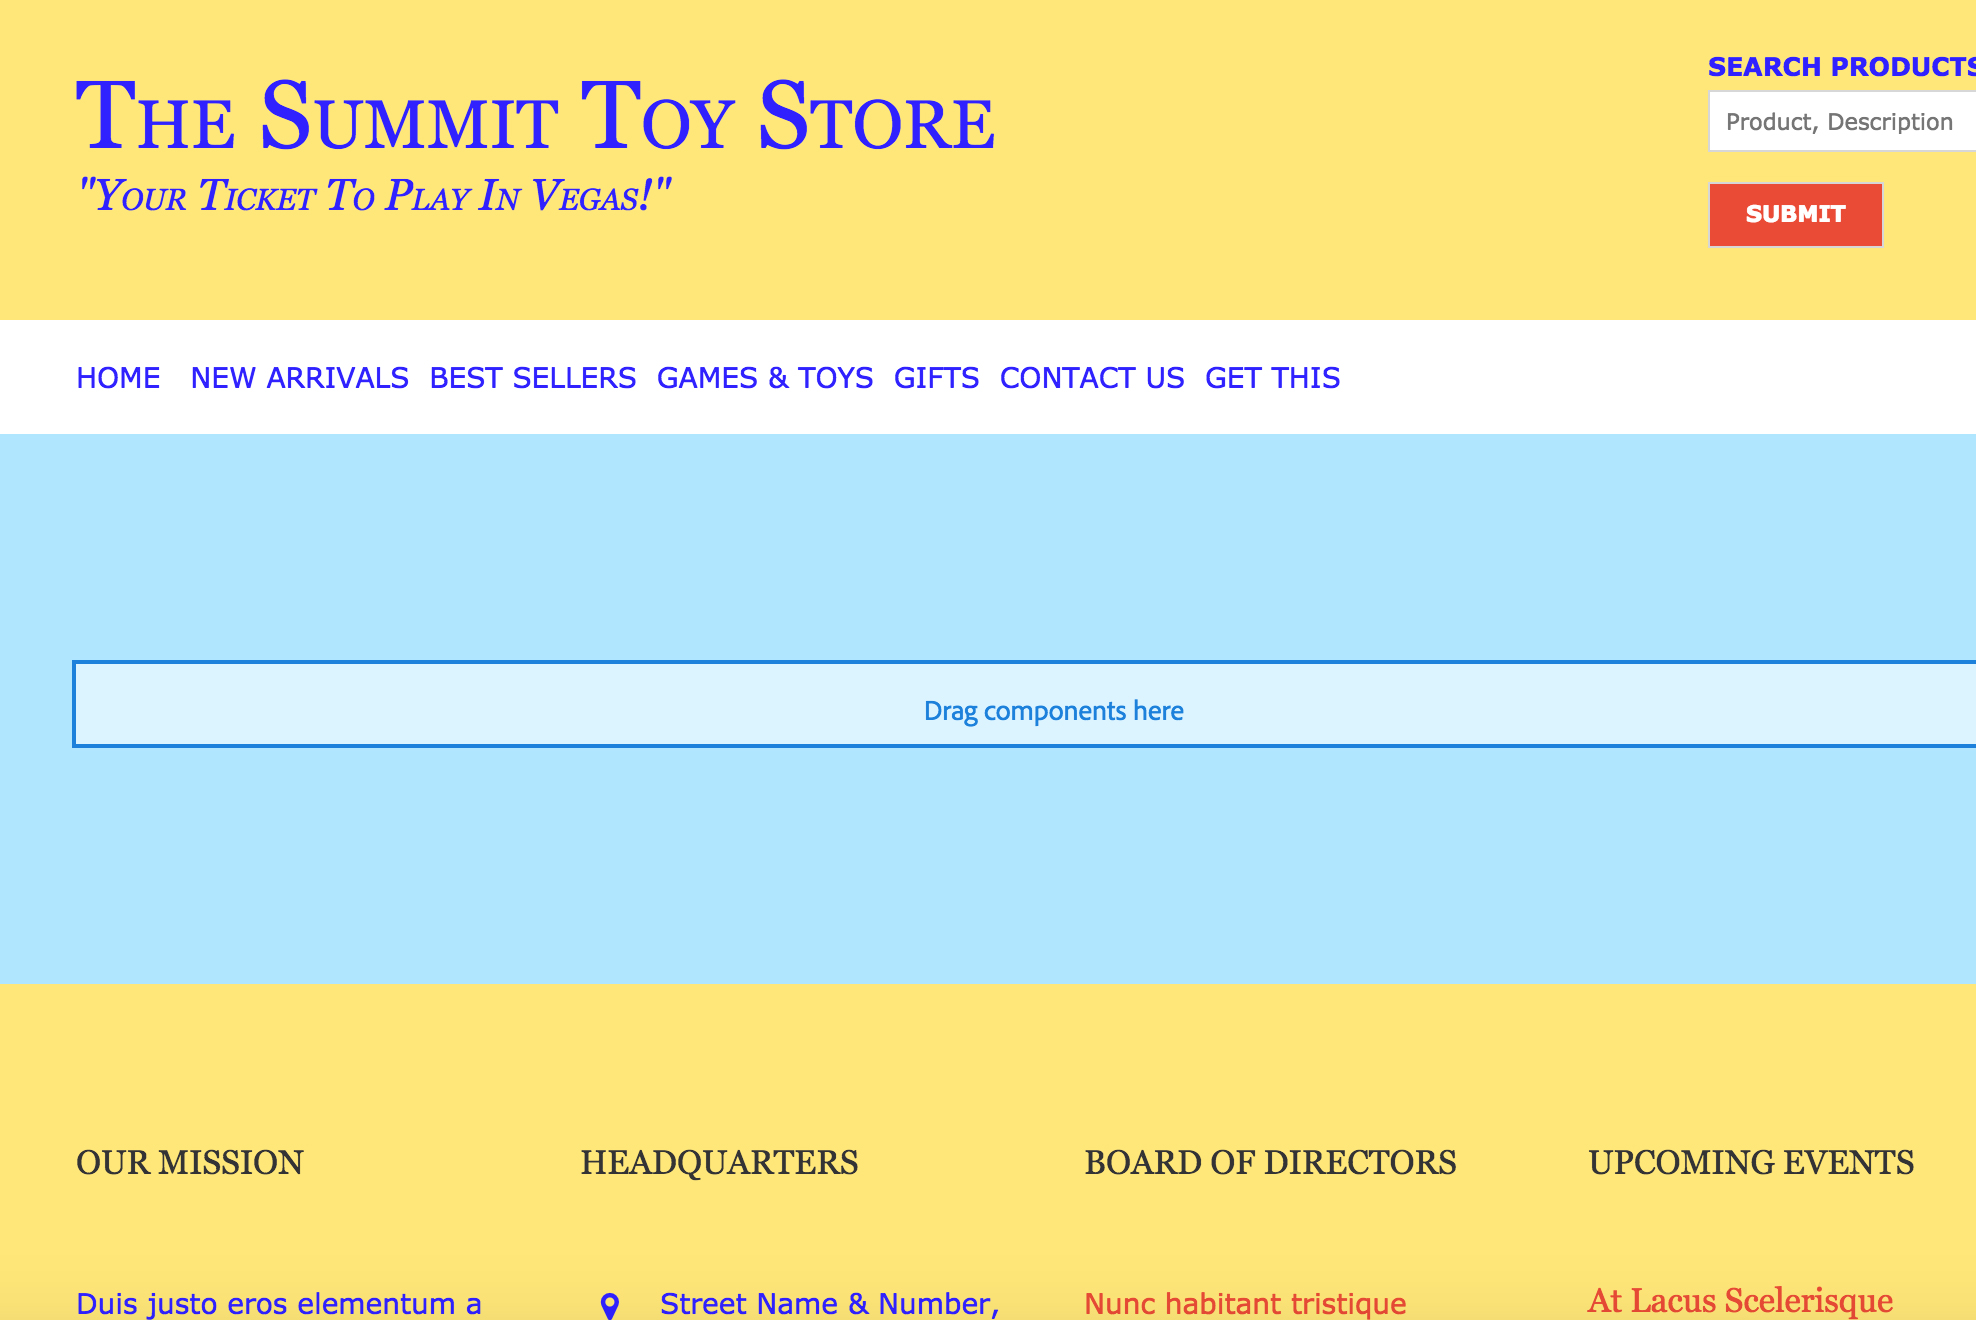 The Summit Toy Store
"Your Ticket To Play In Vegas!"
SEARCH PRODUCTS
Product, Description
SUBMIT
HOME NEW ARRIVALS BEST SELLERS GAMES & TOYS GIFTS CONTACT US GET THIS
Drag components here
OUR MISSION
HEADQUARTERS
BOARD OF DIRECTORS
UPCOMING EVENTS
Duis justo eros elementum a
Street Name & Number,
Nunc habitant tristique
At Lacus Scelerisque